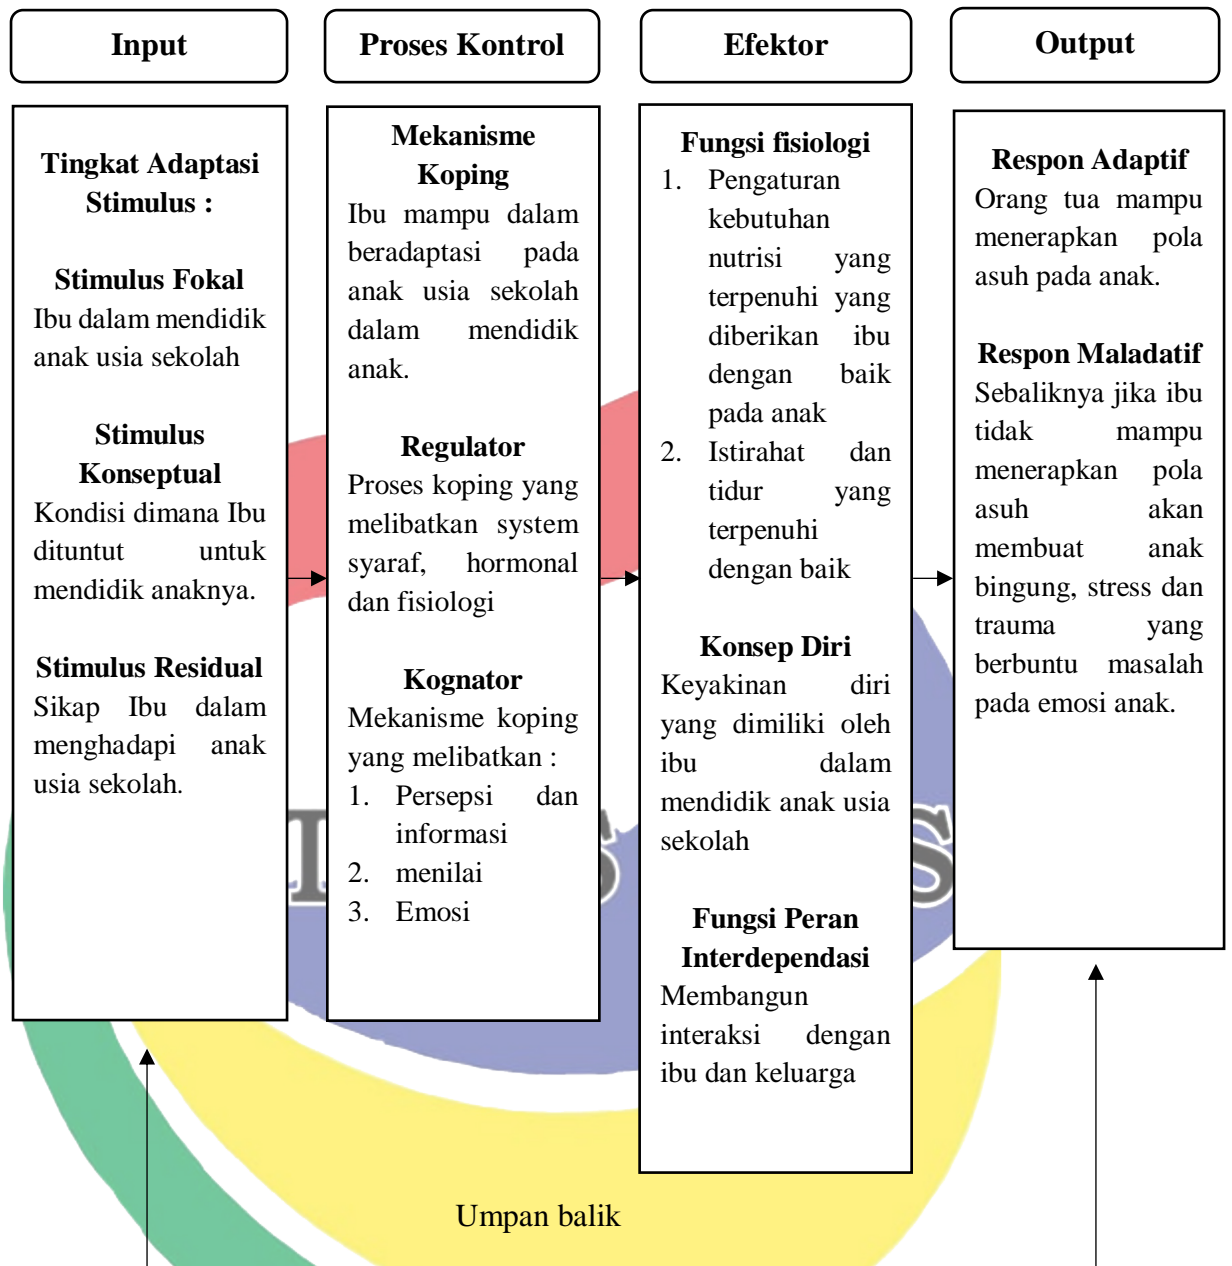 Input
Proses Kontrol
Efektor
Output
Tingkat Adaptasi
Stimulus :
Stimulus Fokal
Ibu dalam mendidik
anak usia sekolah
Stimulus
Konseptual
Kondisi dimana Ibu
dituntut untuk
mendidik anaknya.
Stimulus Residual
Sikap Ibu dalam
menghadapi anak
usia sekolah.
Mekanisme
Koping
Ibu mampu dalam
beradaptasi pada
anak usia sekolah
dalam mendidik
anak.
Regulator
Proses koping yang
melibatkan system
syaraf, hormonal
dan fisiologi
Kognator
Mekanisme koping
yang melibatkan :
1. Persepsi dan
informasi
2. menilai
3. Emosi
Fungsi fisiologi
1. Pengaturan
kebutuhan
nutrisi yang
terpenuhi yang
diberikan ibu
dengan baik
pada anak
2. Istirahat dan
tidur yang
terpenuhi
dengan baik
Konsep Diri
Keyakinan diri
yang dimiliki oleh
ibu dalam
mendidik anak usia
sekolah
Fungsi Peran
Interdependasi
Membangun
interaksi dengan
ibu dan keluarga
Respon Adaptif
Orang tua mampu
menerapkan pola
asuh pada anak.
Respon Maladatif
Sebaliknya jika ibu
tidak mampu
menerapkan pola
asuh akan
membuat anak
bingung, stress dan
trauma yang
berbuntu masalah
pada emosi anak.
Umpan balik